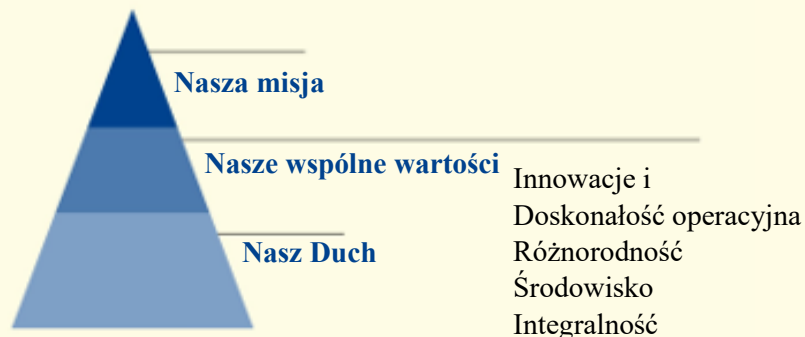 Nasza misja
Nasze wspólne wartości
Nasz Duch
Innowacje i
Doskonałość operacyjna
Różnorodność
Środowisko
Integralność